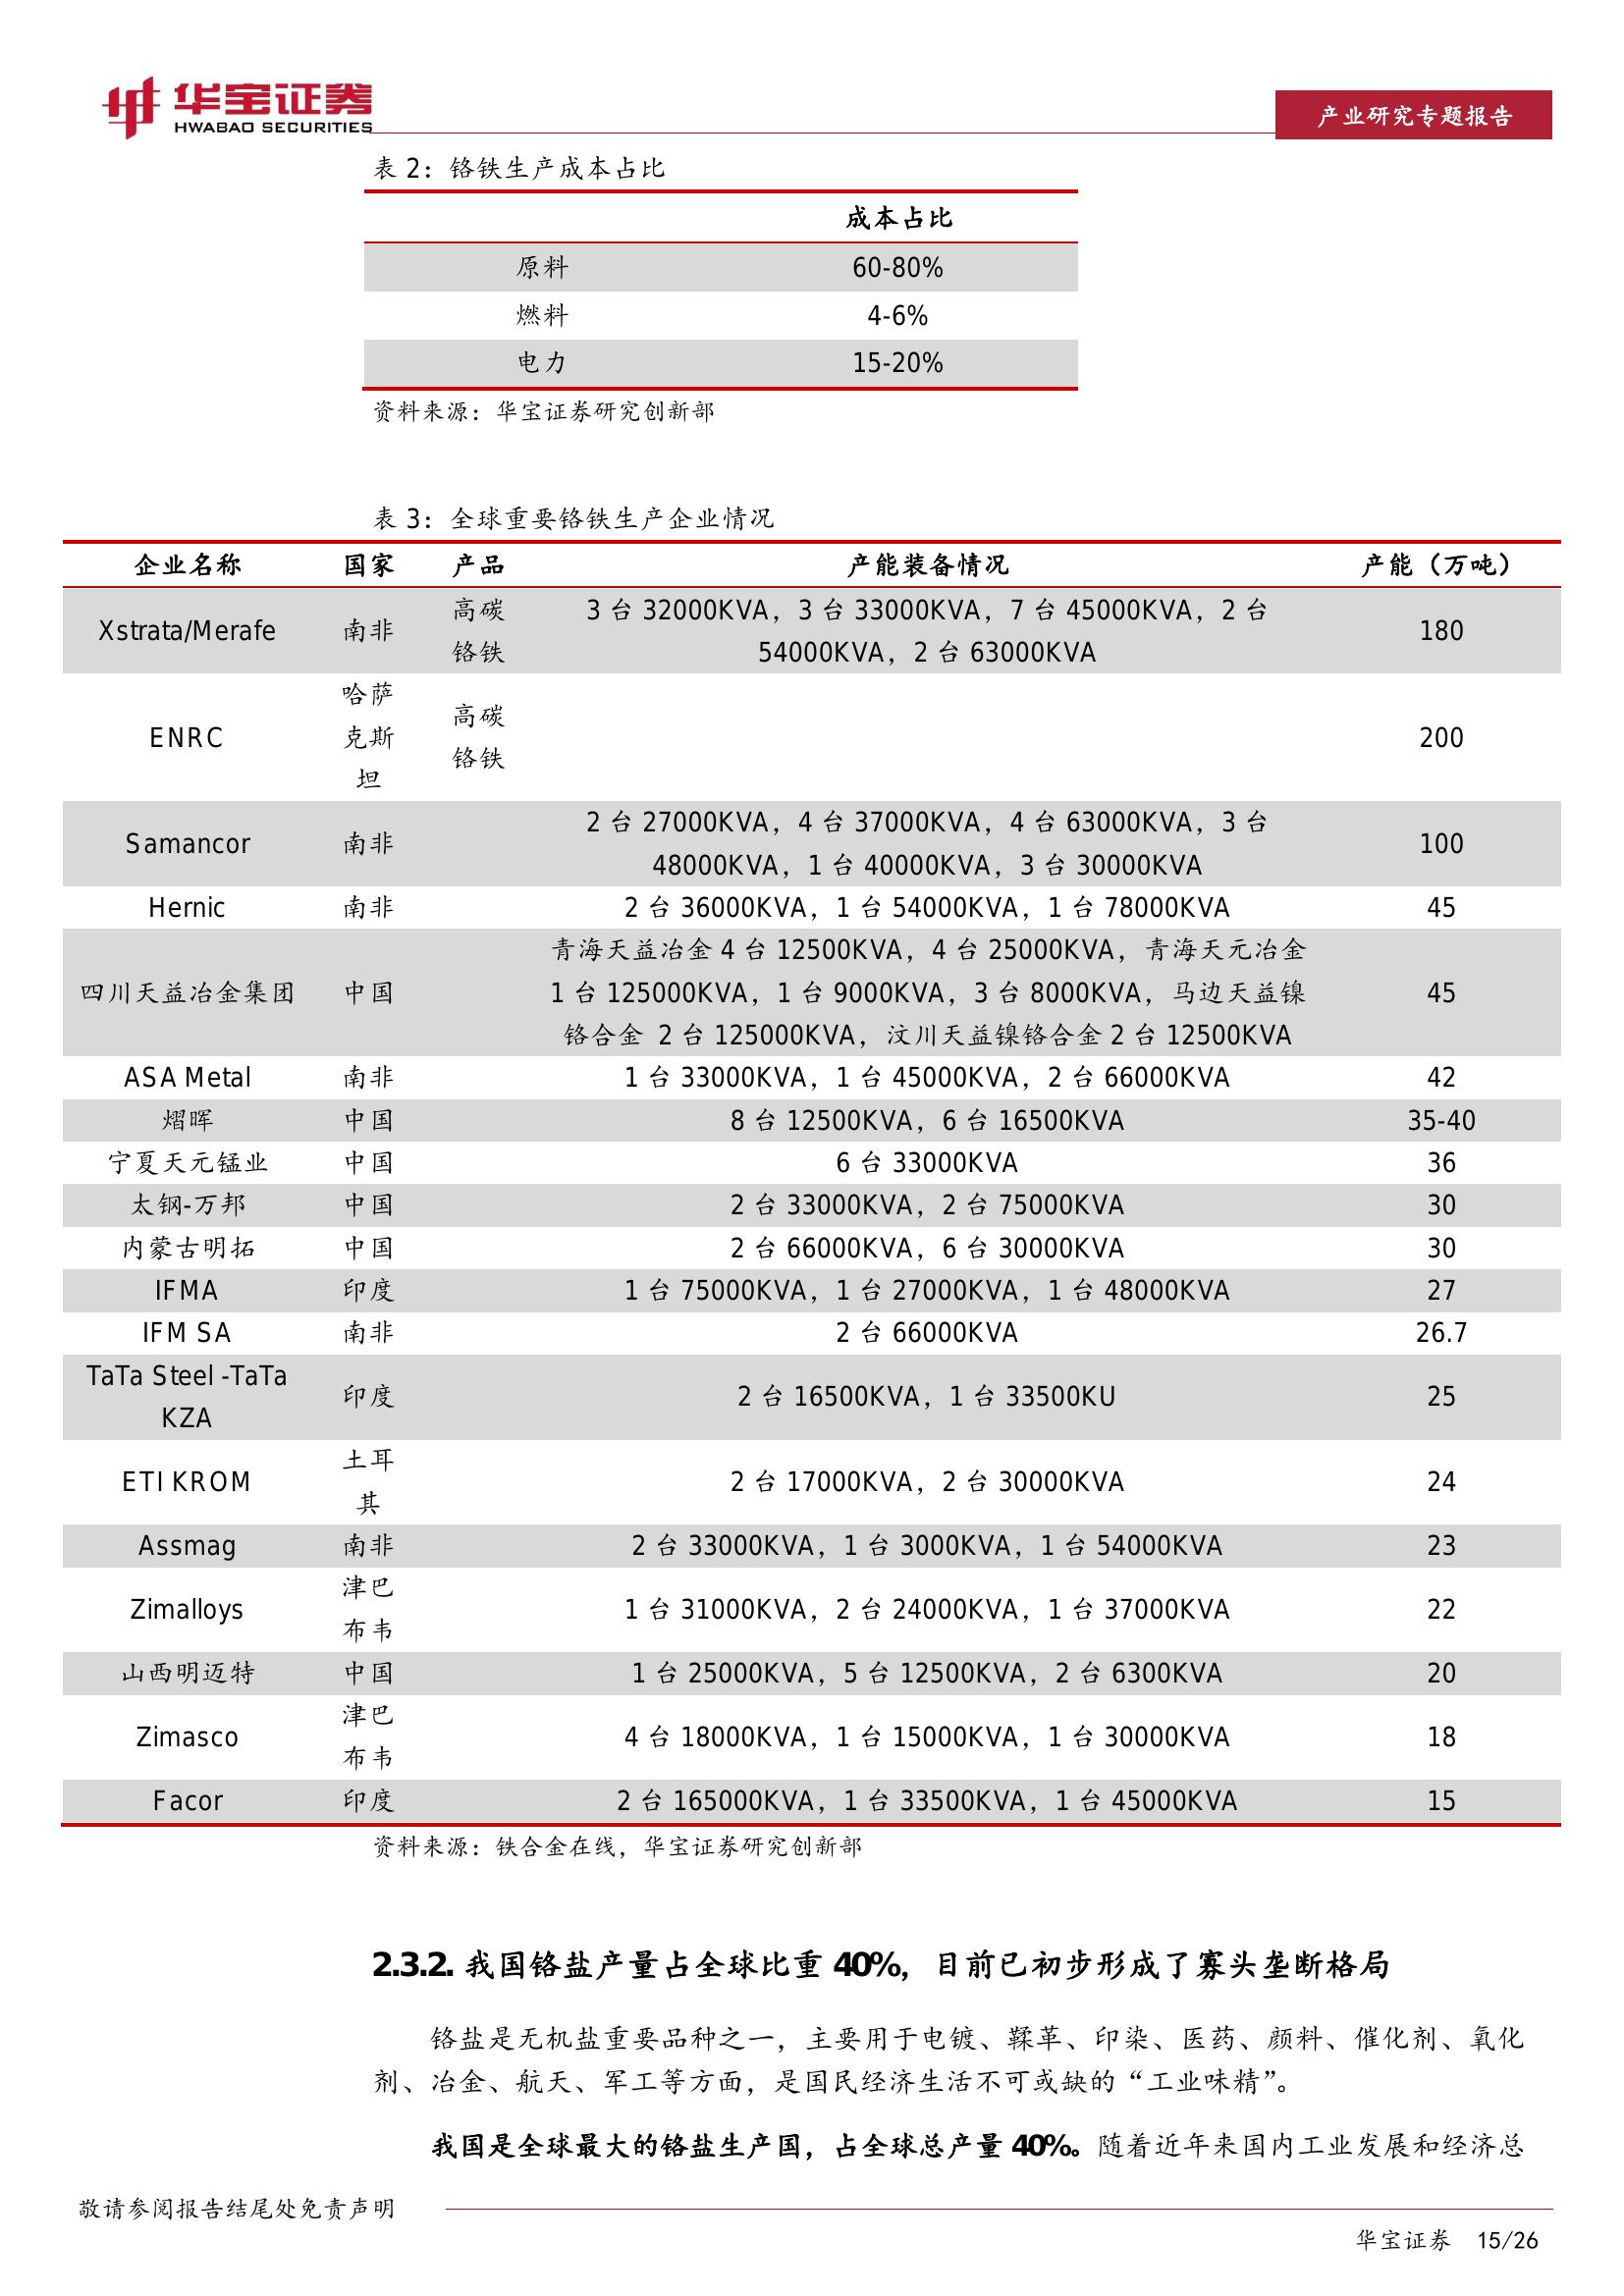 华宝证券
HWABAO SECURITIES
产业研究专题报告
表 2：铬铁生产成本占比
成本占比
原料 60-80%
燃料 4-6%
电力 15-20%
资料来源：华宝证券研究创新部
表 3：全球重要铬铁生产企业情况
企业名称 国家 产品 产能装备情况 产能（万吨）
Xstrata/Merafe 南非 高碳铬铁 3 台 32000KVA，3 台 33000KVA，7 台 45000KVA，2 台 54000KVA，2 台 63000KVA 180
ENRC 哈萨克斯坦 高碳铬铁 200
Samancor 南非 2 台 27000KVA，4 台 37000KVA，4 台 63000KVA，3 台 48000KVA，1 台 40000KVA，3 台 30000KVA 100
Hernic 南非 2 台 36000KVA，1 台 54000KVA，1 台 78000KVA 45
四川天益冶金集团 中国 青海天益冶金 4 台 12500KVA，4 台 25000KVA，青海天元冶金 1 台 125000KVA，1 台 9000KVA，3 台 8000KVA，马边天益镍铬合金 2 台 125000KVA，汶川天益镍铬合金 2 台 12500KVA 45
ASA Metal 南非 1 台 33000KVA，1 台 45000KVA，2 台 66000KVA 42
熠晖 中国 8 台 12500KVA，6 台 16500KVA 35-40
宁夏天元锰业 中国 6 台 33000KVA 36
太钢-万邦 中国 2 台 33000KVA，2 台 75000KVA 30
内蒙古明拓 中国 2 台 66000KVA，6 台 30000KVA 30
IFMA 印度 1 台 75000KVA，1 台 27000KVA，1 台 48000KVA 27
IFM SA 南非 2 台 66000KVA 26.7
TaTa Steel -TaTa KZA 印度 2 台 16500KVA，1 台 33500KU 25
ETI KROM 土耳其 2 台 17000KVA，2 台 30000KVA 24
Assmag 南非 2 台 33000KVA，1 台 3000KVA，1 台 54000KVA 23
Zimalloys 津巴布韦 1 台 31000KVA，2 台 24000KVA，1 台 37000KVA 22
山西明迈特 中国 1 台 25000KVA，5 台 12500KVA，2 台 6300KVA 20
Zimasco 津巴布韦 4 台 18000KVA，1 台 15000KVA，1 台 30000KVA 18
Facor 印度 2 台 165000KVA，1 台 33500KVA，1 台 45000KVA 15
资料来源：铁合金在线，华宝证券研究创新部
2.3.2. 我国铬盐产量占全球比重 40%，目前已初步形成了寡头垄断格局
铬盐是无机盐重要品种之一，主要用于电镀、鞣革、印染、医药、颜料、催化剂、氧化
剂、冶金、航天、军工等方面，是国民经济生活不可或缺的“工业味精”。
我国是全球最大的铬盐生产国，占全球总产量 40%。随着近年来国内工业发展和经济总
敬请参阅报告结尾处免责声明
华宝证券 15/26